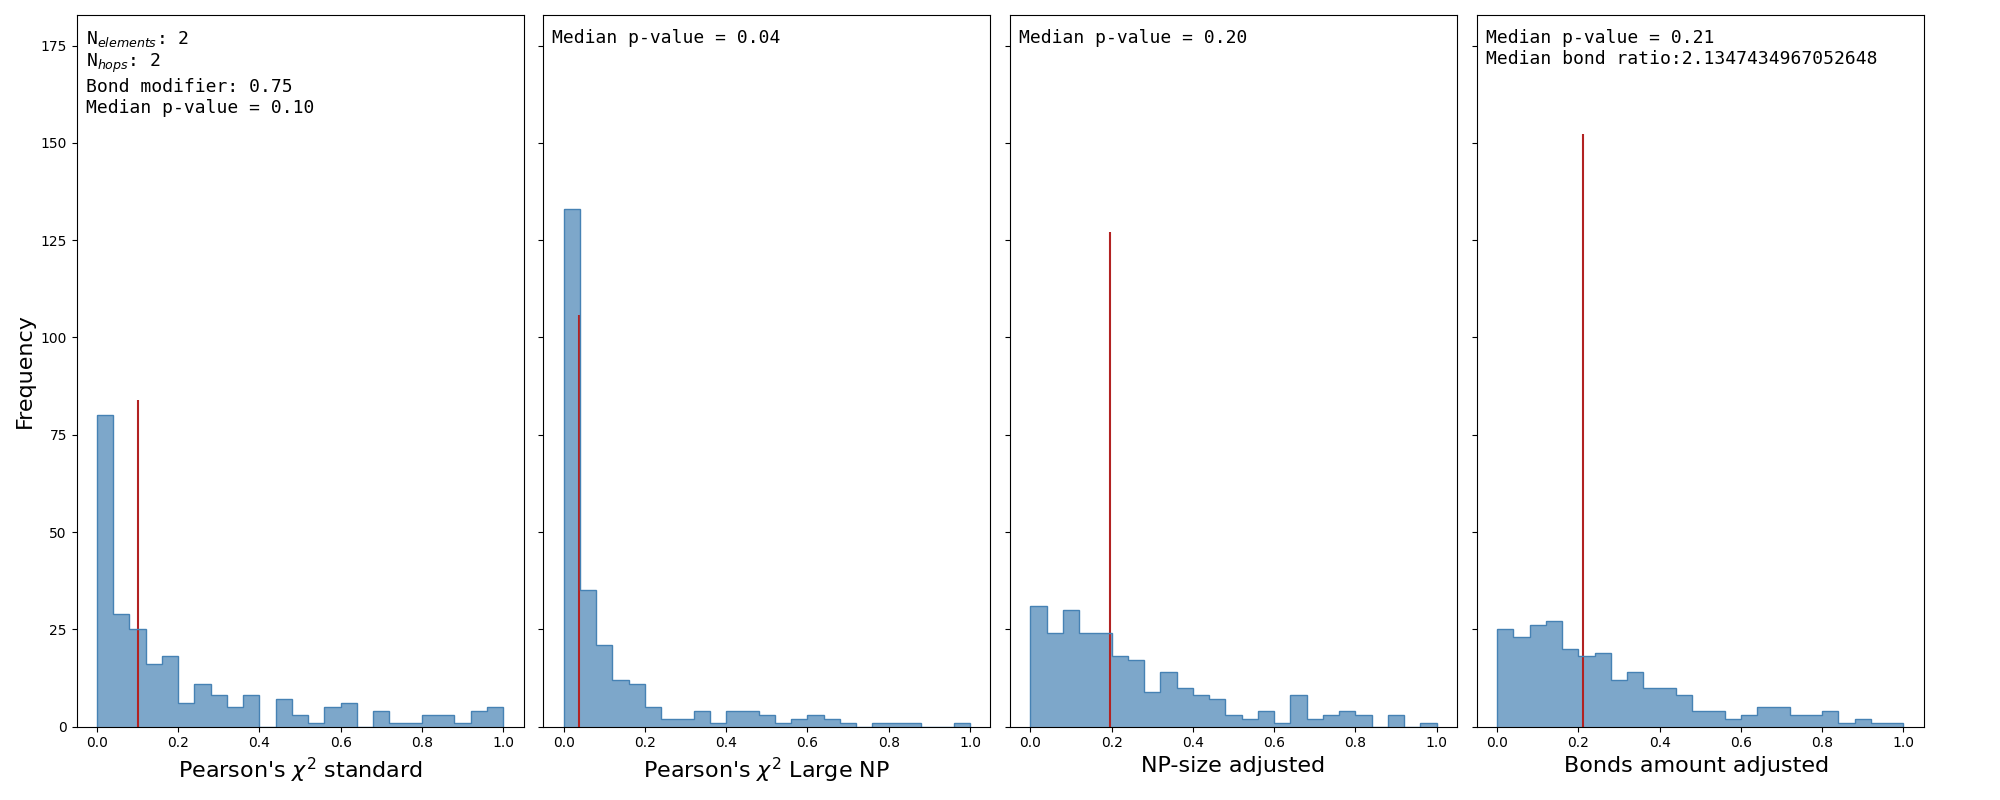 N_elements: 2
N_hops: 2
Bond modifier: 0.75
Median p-value = 0.10
Median p-value = 0.04
Median p-value = 0.20
Median p-value = 0.21
Median bond ratio:2.1347434967052648
Frequency
175
150
125
100
75
50
25
0
0.0 0.2 0.4 0.6 0.8 1.0
0.0 0.2 0.4 0.6 0.8 1.0
0.0 0.2 0.4 0.6 0.8 1.0
0.0 0.2 0.4 0.6 0.8 1.0
Pearson's χ² standard
Pearson's χ² Large NP
NP-size adjusted
Bonds amount adjusted